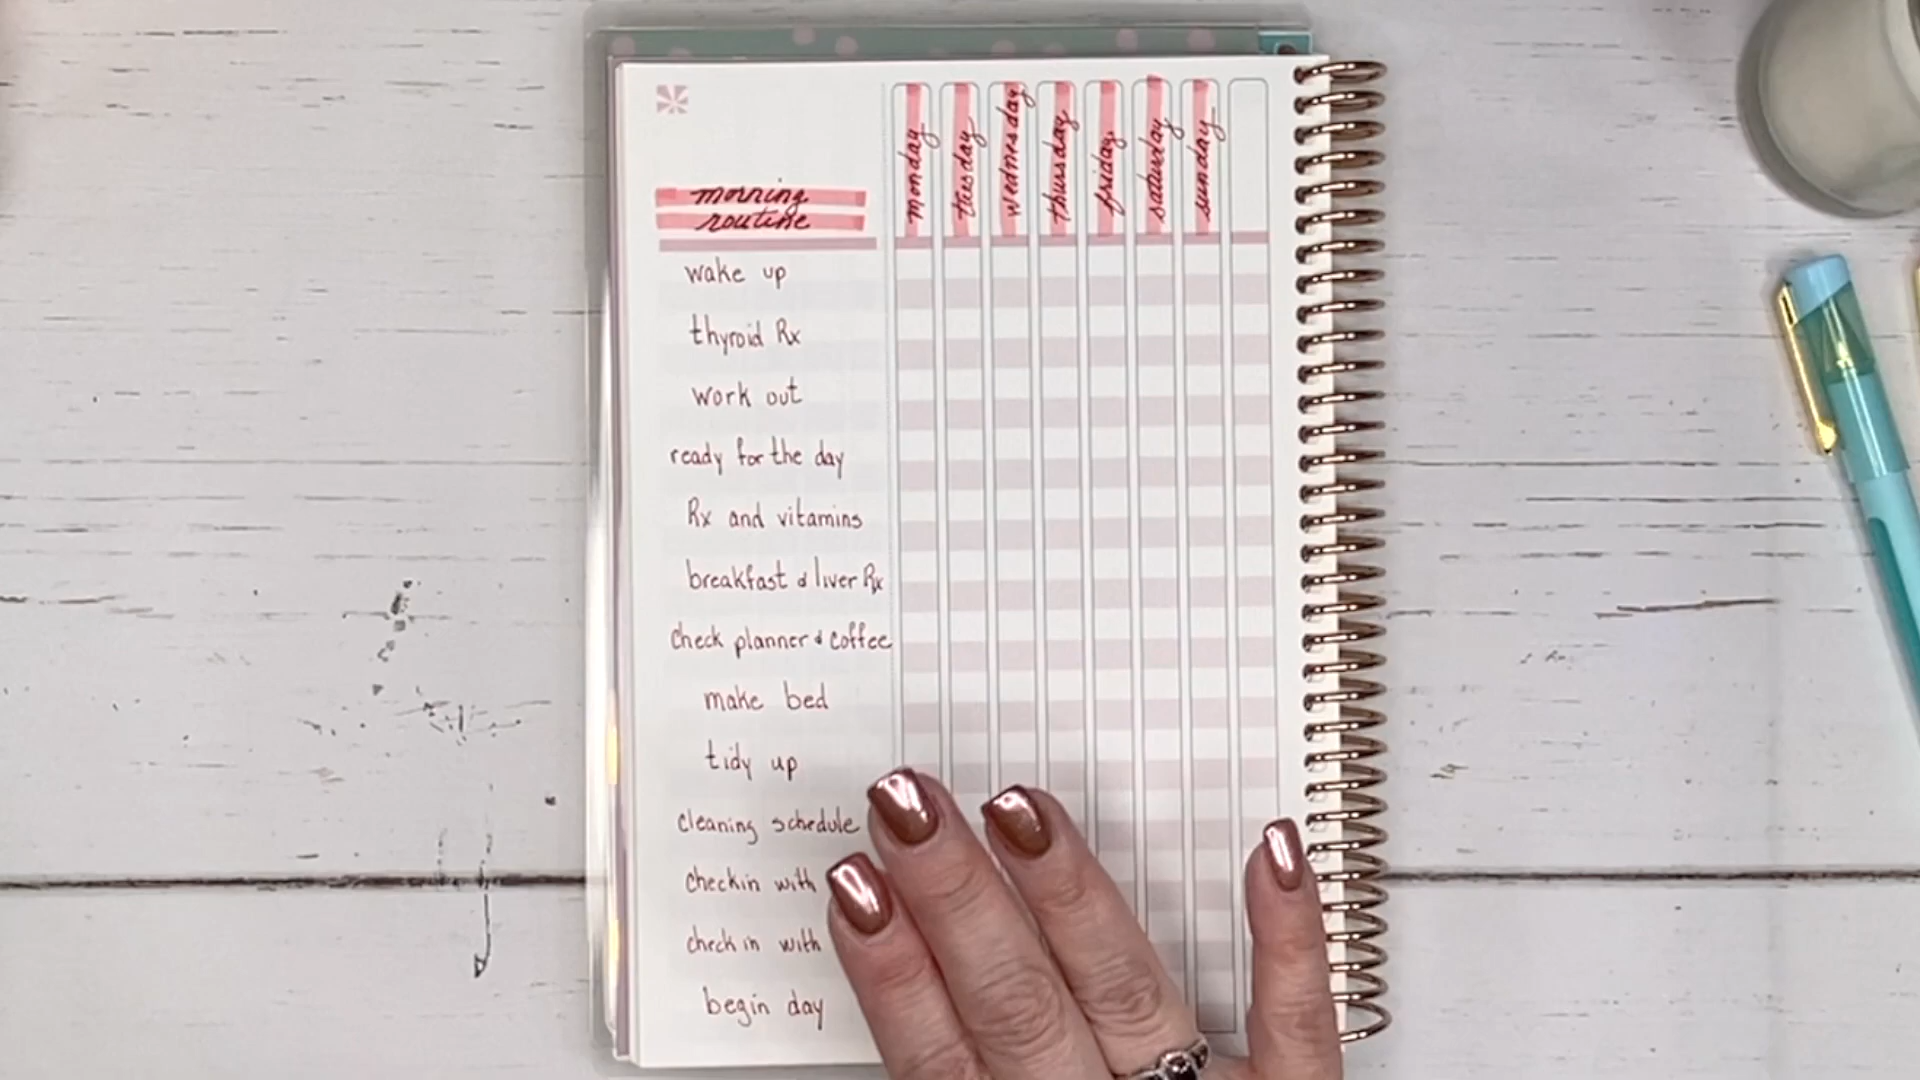 monday
tuesday
wednesday
thursday
friday
saturday
sunday
morning
routine
wake up
thyroid Rx
work out
ready for the day
Rx and vitamins
breakfast & liver Rx
check planner & coffee
make bed
tidy up
cleaning schedule
checkin with
check in with
begin day